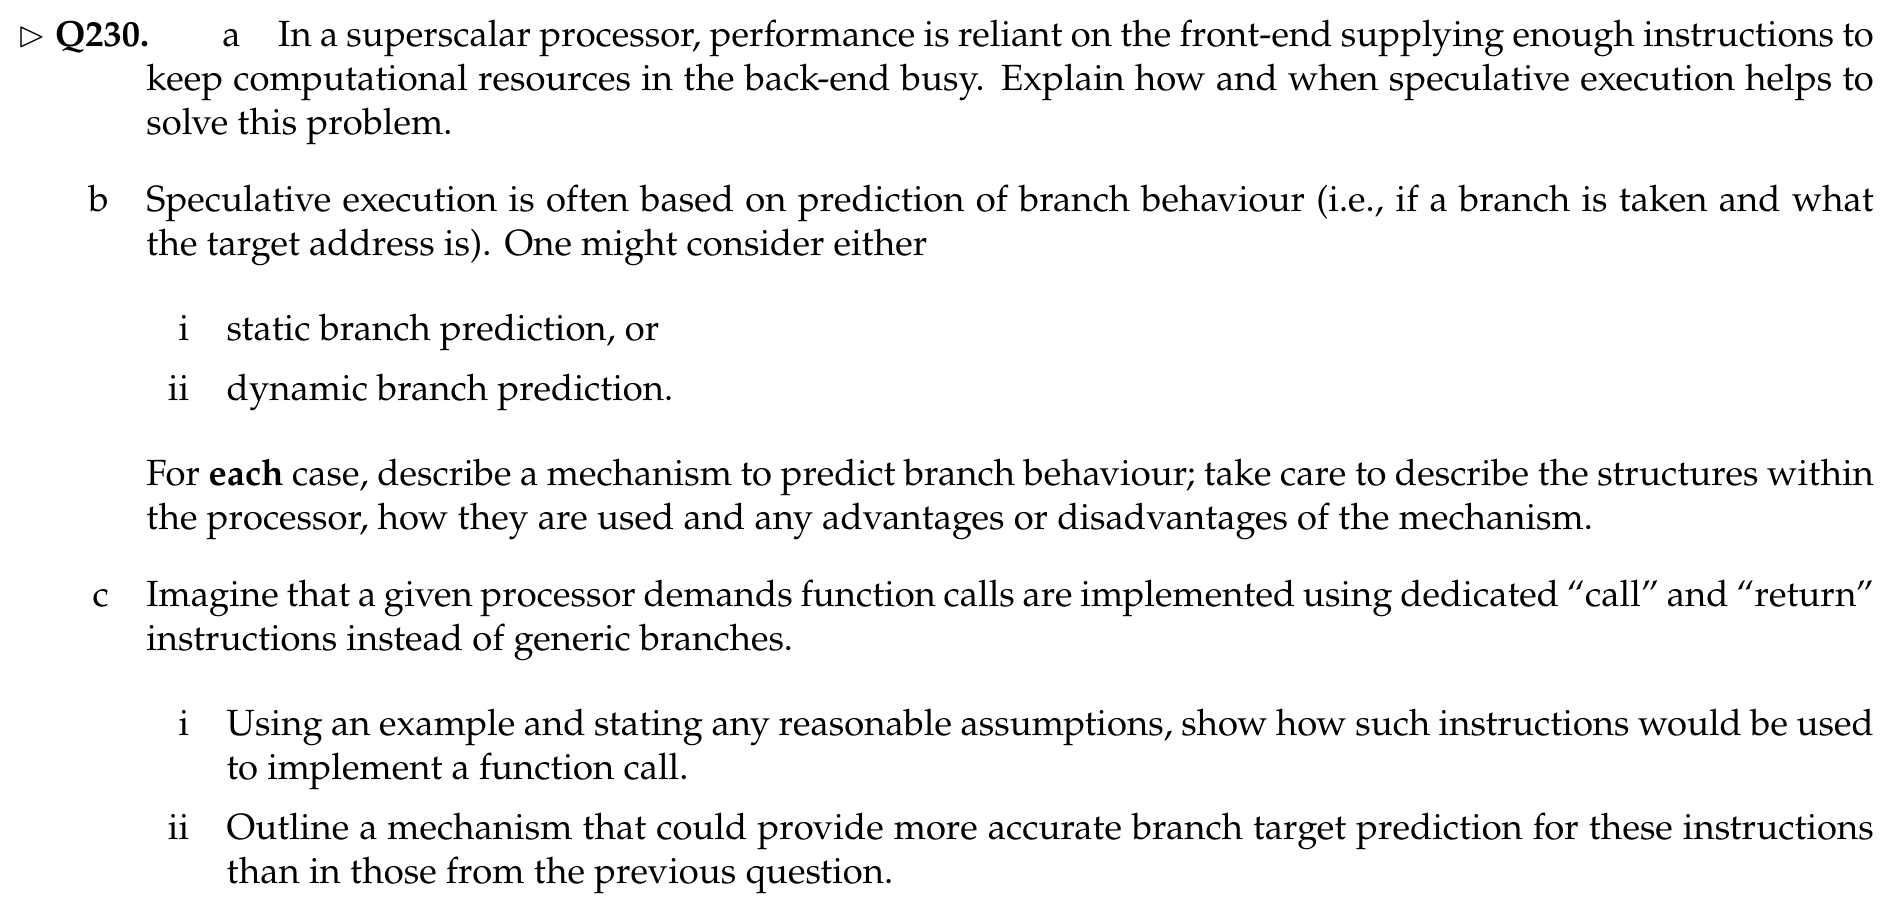 ▷ Q230. a In a superscalar processor, performance is reliant on the front-end supplying enough instructions to
keep computational resources in the back-end busy. Explain how and when speculative execution helps to
solve this problem.
b Speculative execution is often based on prediction of branch behaviour (i.e., if a branch is taken and what
the target address is). One might consider either
i static branch prediction, or
ii dynamic branch prediction.
For each case, describe a mechanism to predict branch behaviour; take care to describe the structures within
the processor, how they are used and any advantages or disadvantages of the mechanism.
c Imagine that a given processor demands function calls are implemented using dedicated “call” and “return”
instructions instead of generic branches.
i Using an example and stating any reasonable assumptions, show how such instructions would be used
to implement a function call.
ii Outline a mechanism that could provide more accurate branch target prediction for these instructions
than in those from the previous question.